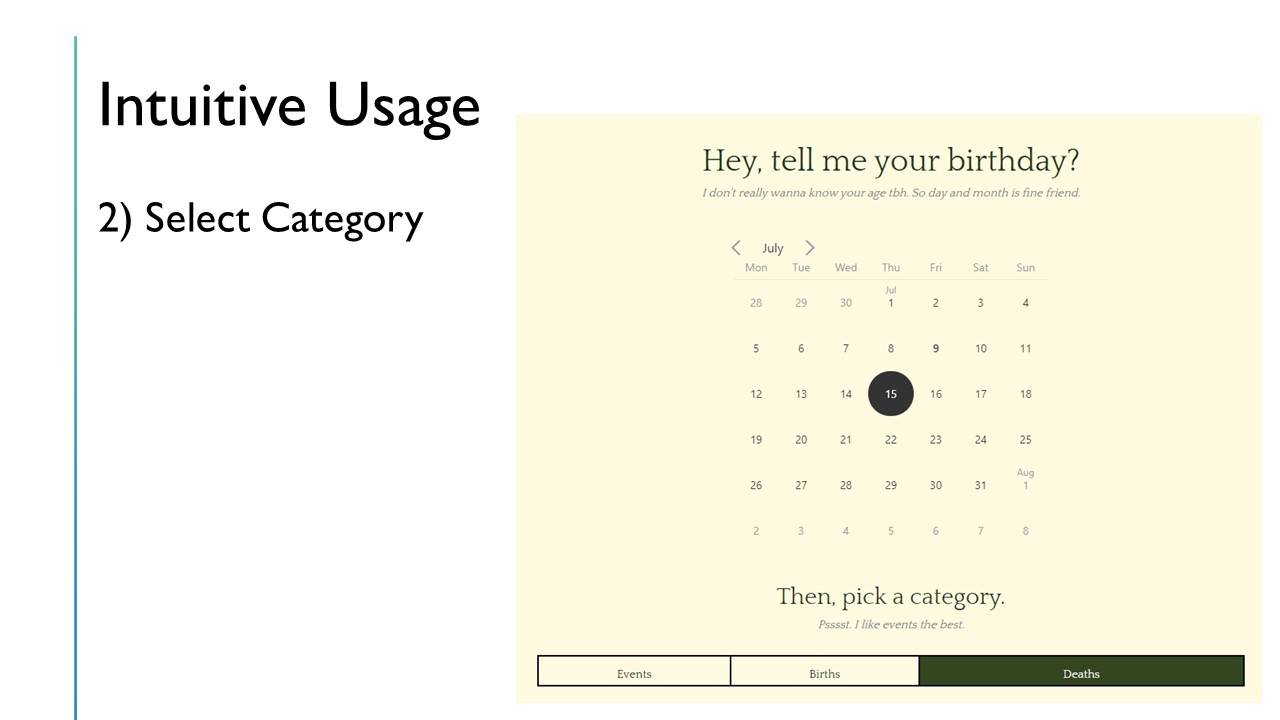 Intuitive Usage
2) Select Category
Hey, tell me your birthday?
I don't really wanna know your age tbh. So day and month is fine friend.
July
Mon Tue Wed Thu Fri Sat Sun
Jul
28 29 30 1 2 3 4
5 6 7 8 9 10 11
12 13 14 15 16 17 18
19 20 21 22 23 24 25
Aug
26 27 28 29 30 31 1
2 3 4 5 6 7 8
Then, pick a category.
Psssst. I like events the best.
Events Births Deaths